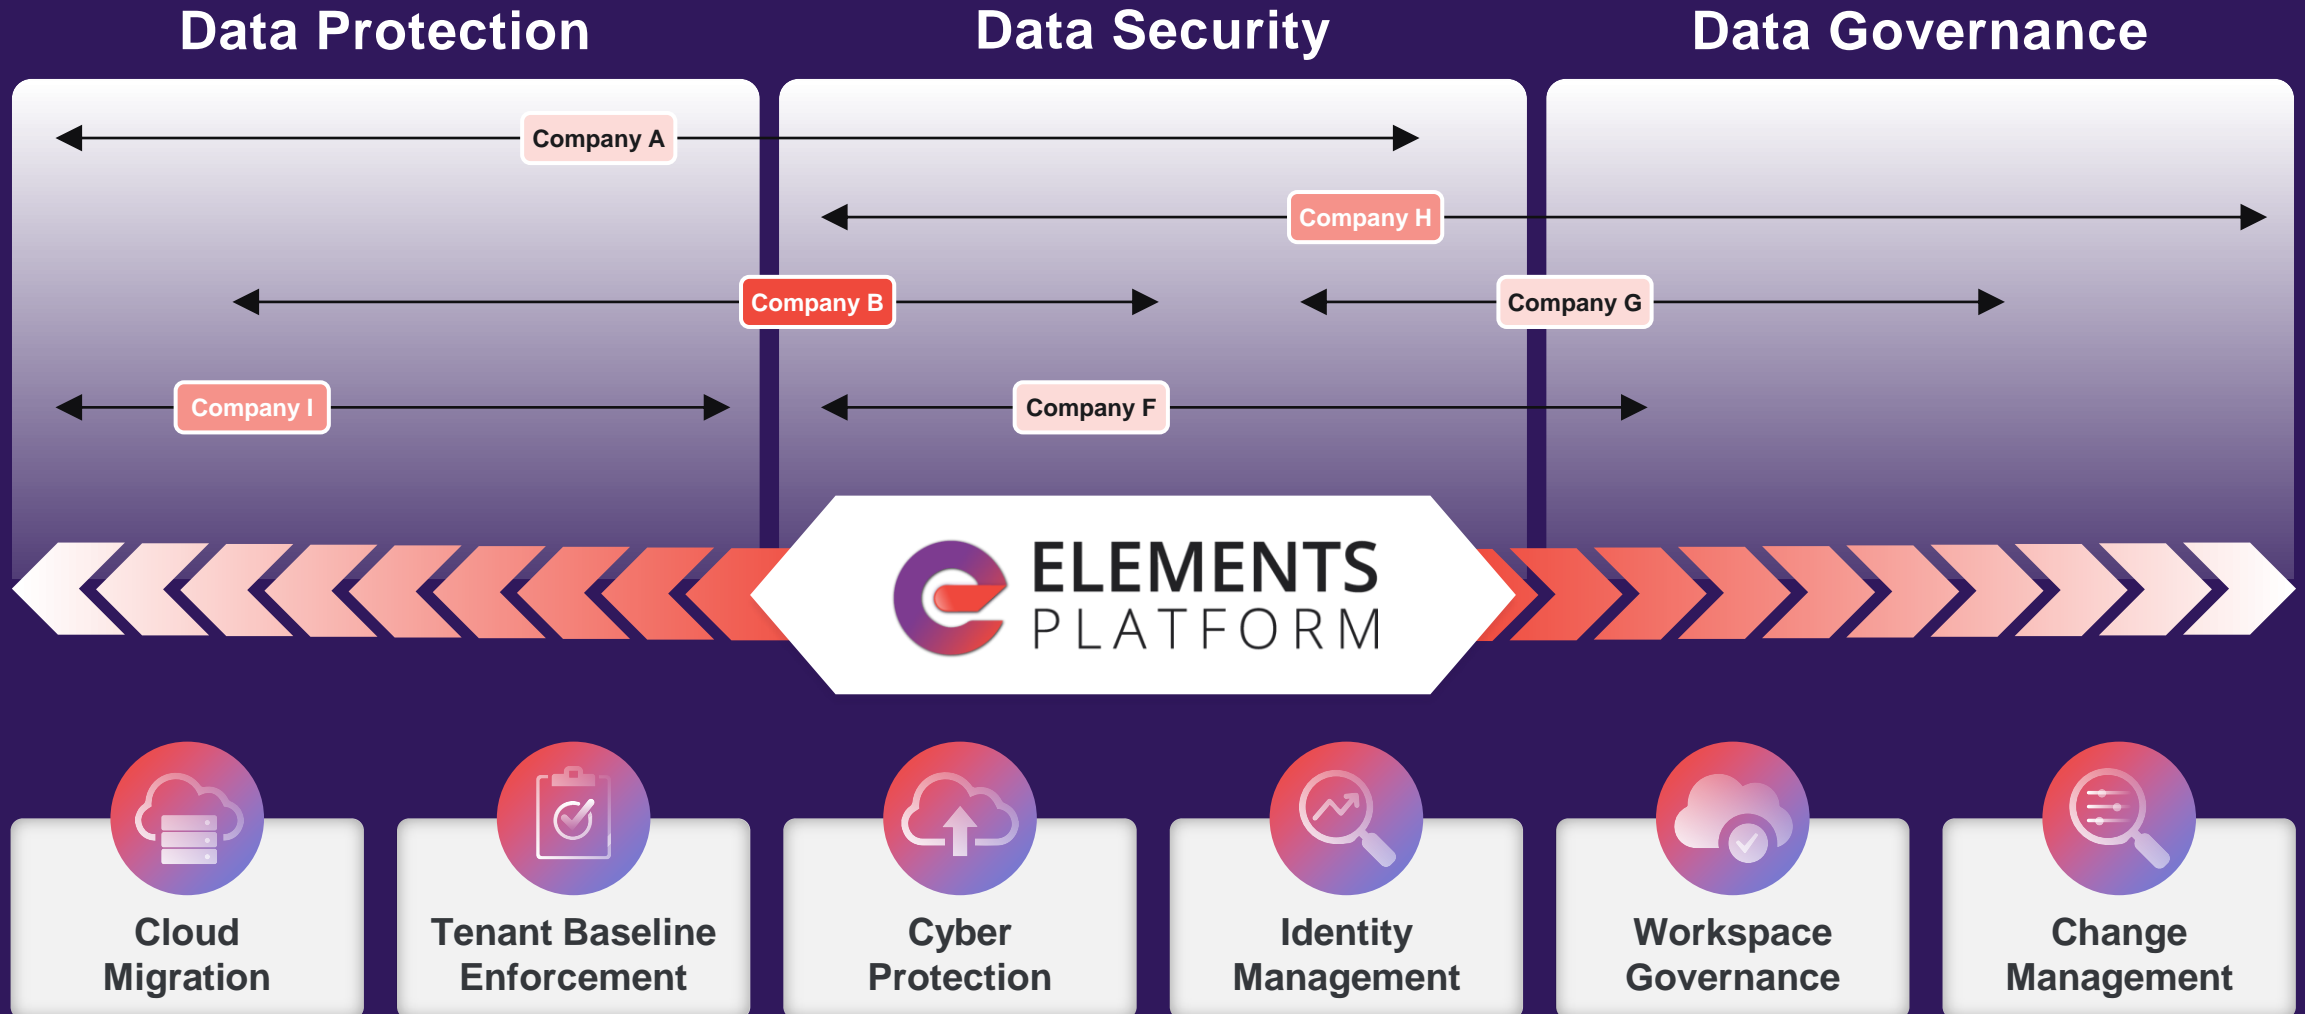 Data Protection
Data Security
Data Governance
Company A
Company H
Company B
Company G
Company I
Company F
ELEMENTS
PLATFORM
Cloud
Migration
Tenant Baseline
Enforcement
Cyber
Protection
Identity
Management
Workspace
Governance
Change
Management